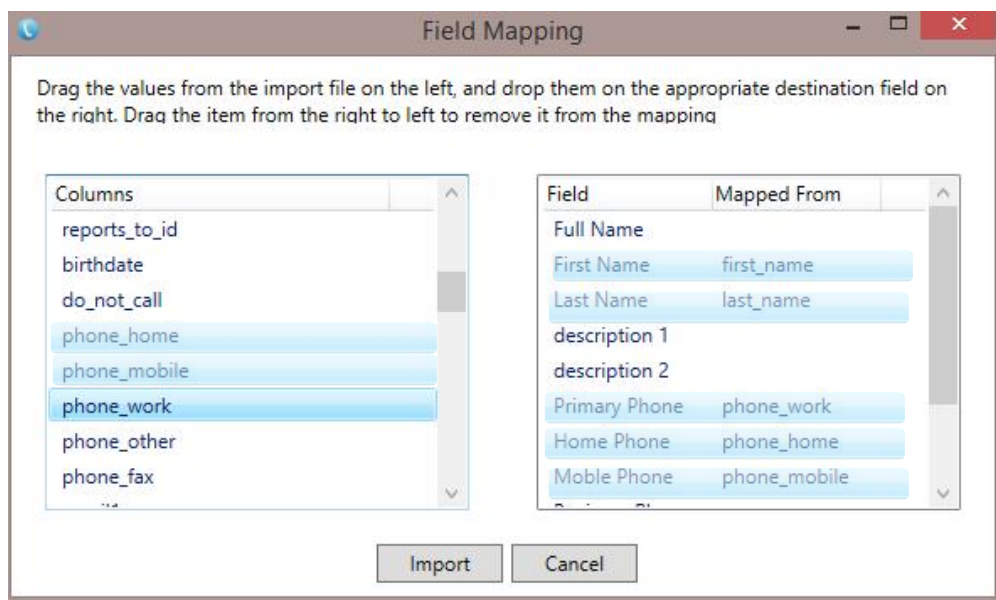 Field Mapping
Drag the values from the import file on the left, and drop them on the appropriate destination field on
the right. Drag the item from the right to left to remove it from the mapping
Columns
reports_to_id
birthdate
do_not_call
phone_home
phone_mobile
phone_work
phone_other
phone_fax
Field Mapped From
Full Name
First Name first_name
Last Name last_name
description 1
description 2
Primary Phone phone_work
Home Phone phone_home
Moble Phone phone_mobile
Import Cancel